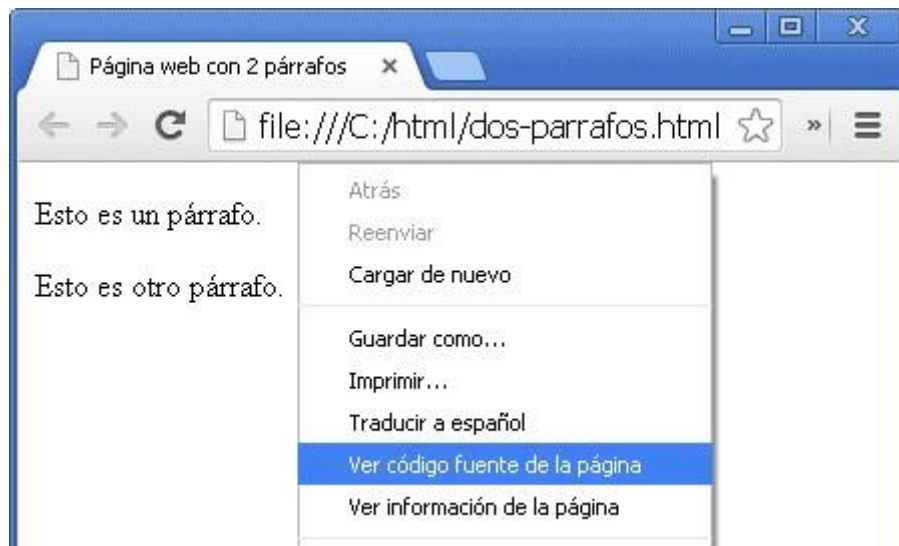 Página web con 2 párrafos
file:///C:/html/dos-parrafos.html
Esto es un párrafo.
Esto es otro párrafo.
Atrás
Reenviar
Cargar de nuevo
Guardar como...
Imprimir...
Traducir a español
Ver código fuente de la página
Ver información de la página